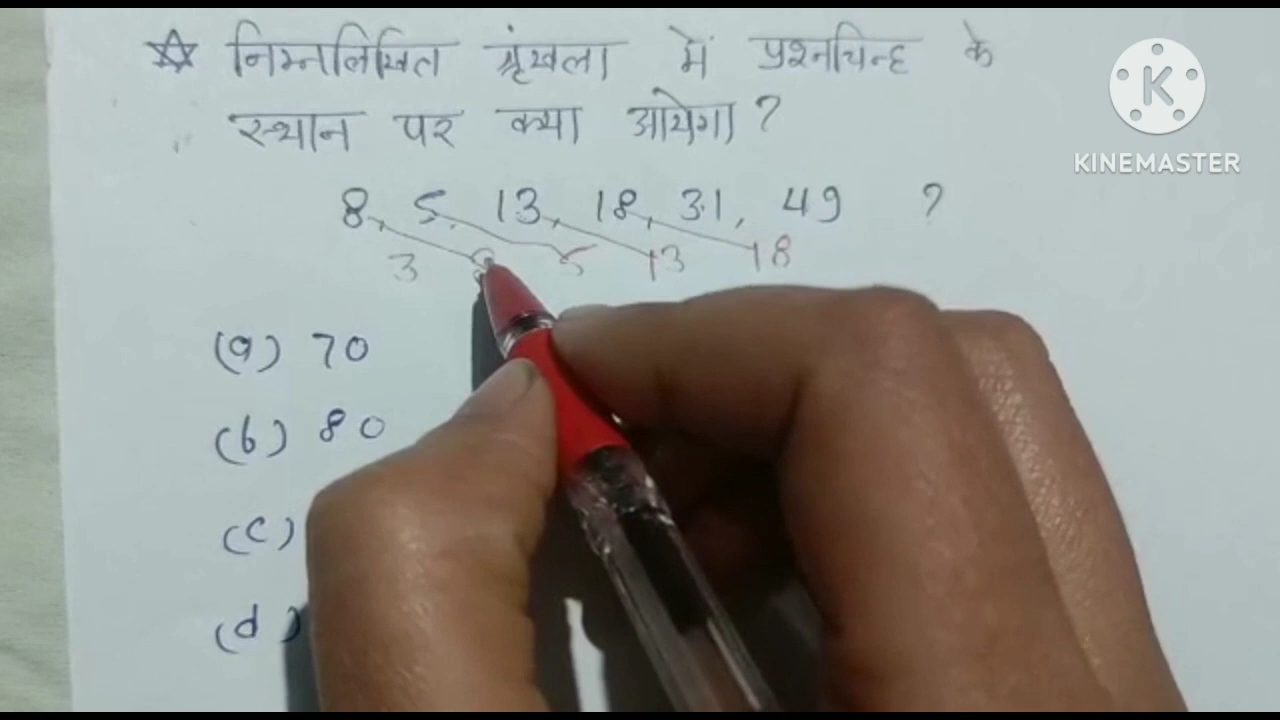 ☆ निम्नलिखित श्रृंखला में प्रश्नचिन्ह के
स्थान पर क्या आयेगा ?
8, 5, 13, 18, 31, 49 ?
3 8 5 13 18
(a) 70
(b) 80
(c)
(d)
K
KINEMASTER